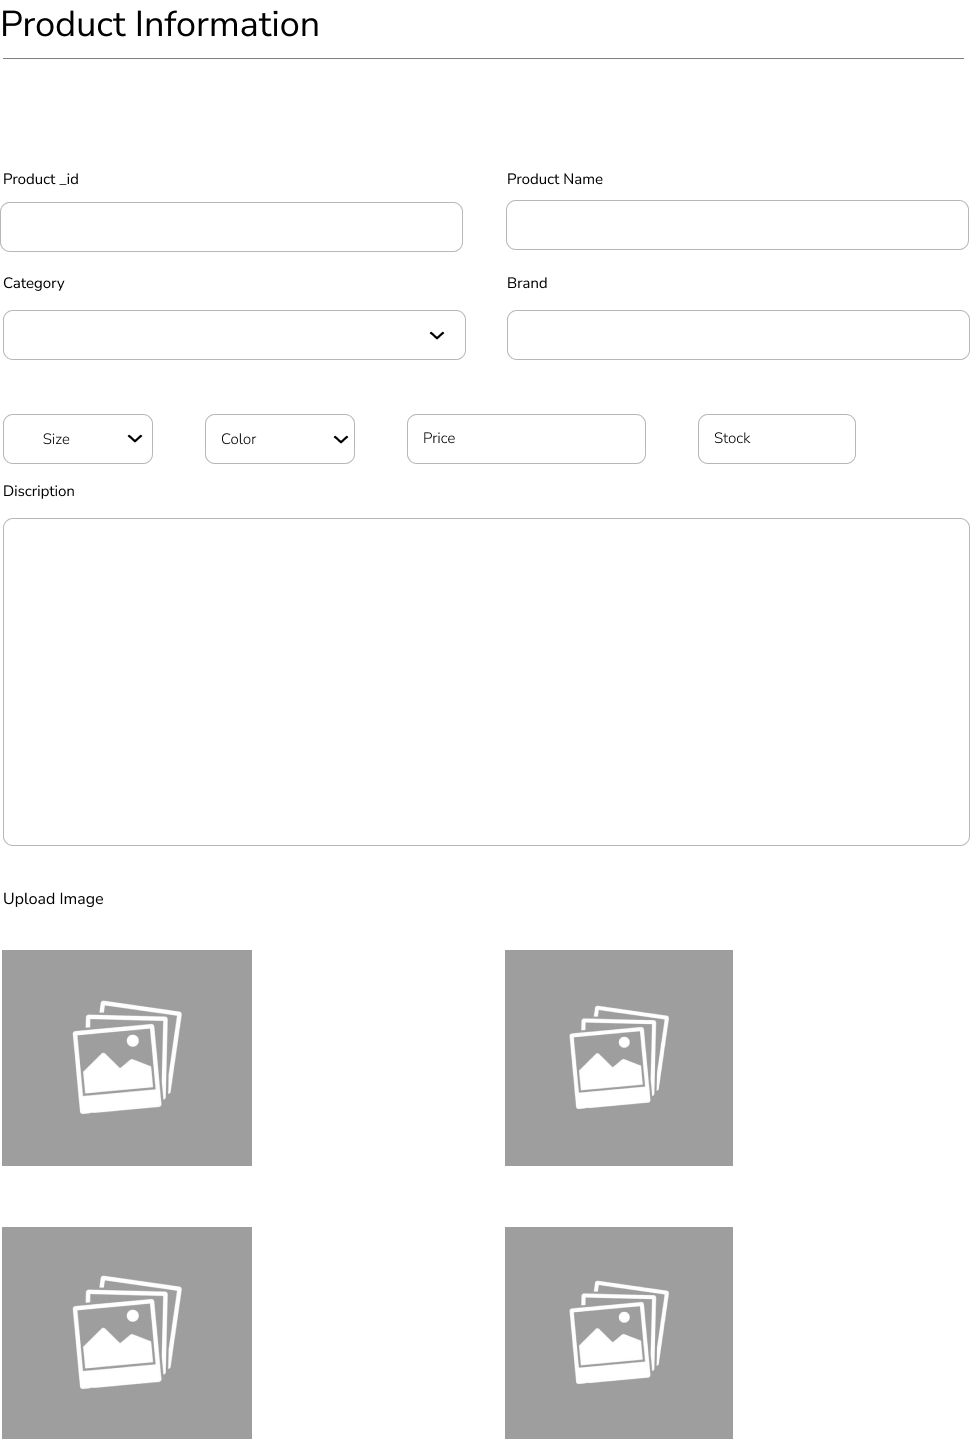 Product Information
Product _id
Product Name
Category
Brand
Size
Color
Price
Stock
Discription
Upload Image